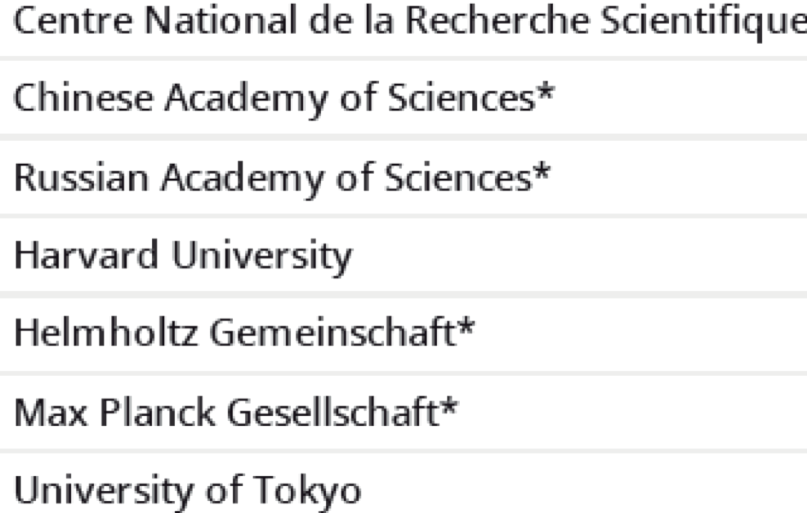 Centre National de la Recherche Scientifique
Chinese Academy of Sciences*
Russian Academy of Sciences*
Harvard University
Helmholtz Gemeinschaft*
Max Planck Gesellschaft*
University of Tokyo